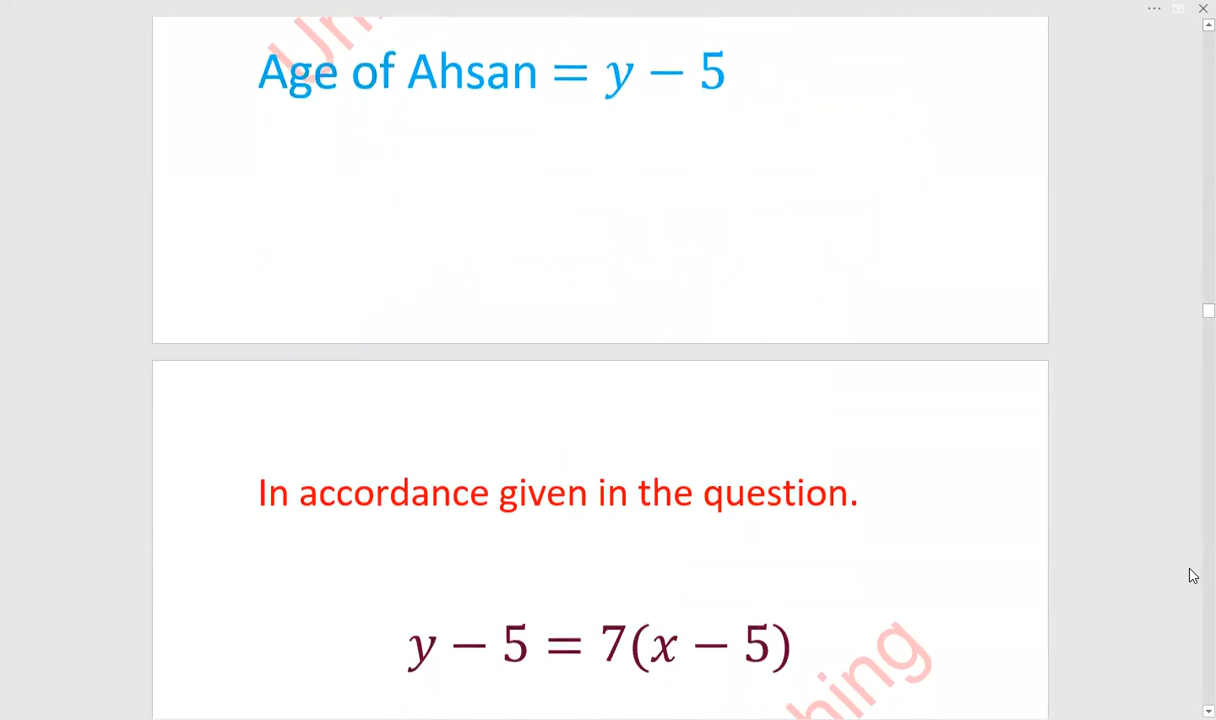 Age of Ahsan = y − 5
In accordance given in the question.
y − 5 = 7(x − 5)